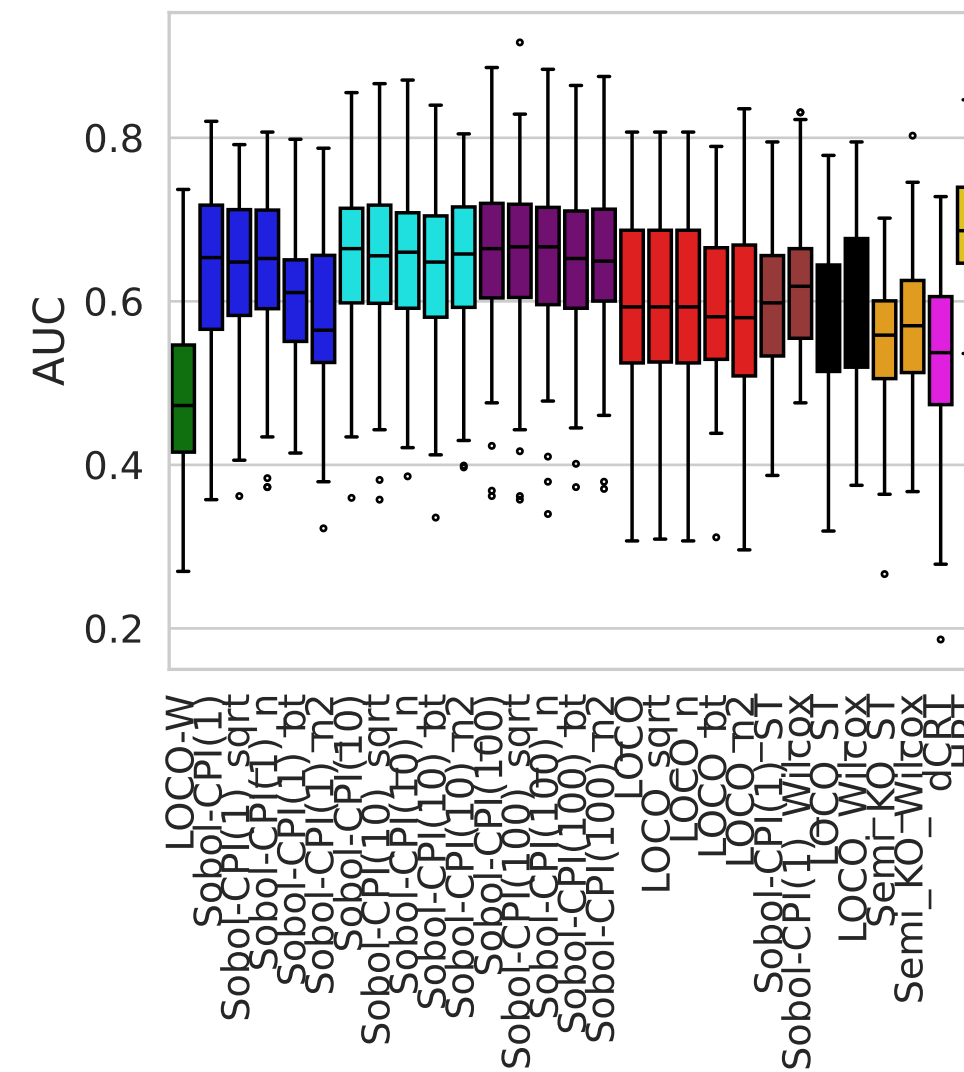 AUC
0.8
0.6
0.4
0.2
LOCO-W
Sobol-CPI(1)
Sobol-CPI(1)_sqrt
Sobol-CPI(1)_n
Sobol-CPI(1)_bt
Sobol-CPI(1)_n2
Sobol-CPI(10)
Sobol-CPI(10)_sqrt
Sobol-CPI(10)_n
Sobol-CPI(10)_bt
Sobol-CPI(10)_n2
Sobol-CPI(100)
Sobol-CPI(100)_sqrt
Sobol-CPI(100)_n
Sobol-CPI(100)_bt
Sobol-CPI(100)_n2
LOCO
LOCO_sqrt
LOCO_n
LOCO_bt
LOCO_n2
Sobol-CPI(1)_ST
Sobol-CPI(1)_Wilcox
LOCO_ST
LOCO_Wilcox
Semi_KO_ST
Semi_KO_Wilcox
dCRT